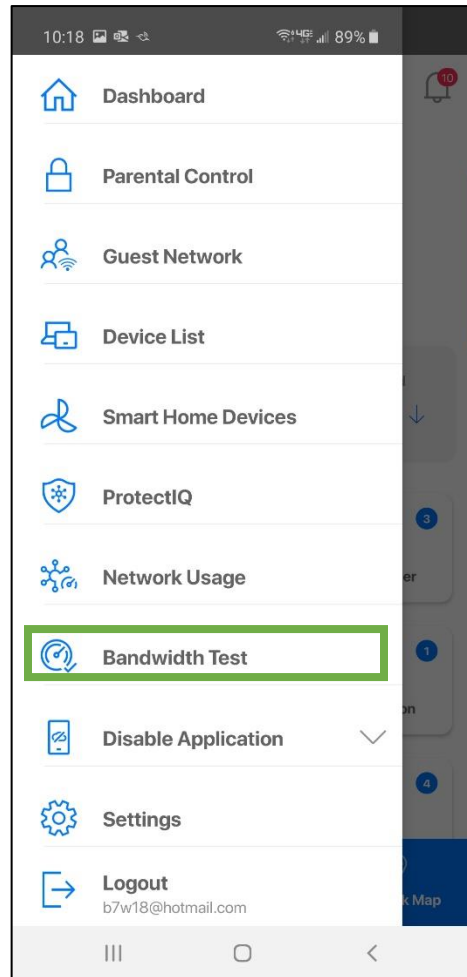 10:18 4G 89%
10
Dashboard
Parental Control
Guest Network
Device List
Smart Home Devices
3
ProtectIQ
er
Network Usage
1
Bandwidth Test
on
Disable Application
4
Settings
Logout
b7w18@hotmail.com
k Map